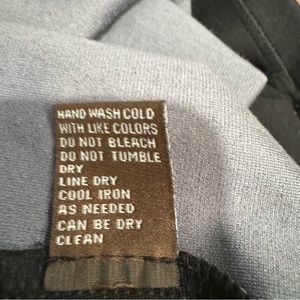 HAND WASH COLD
WITH LIKE COLORS
DO NOT BLEACH
DO NOT TUMBLE
DRY
LINE DRY
COOL IRON
AS NEEDED
CAN BE DRY
CLEAN